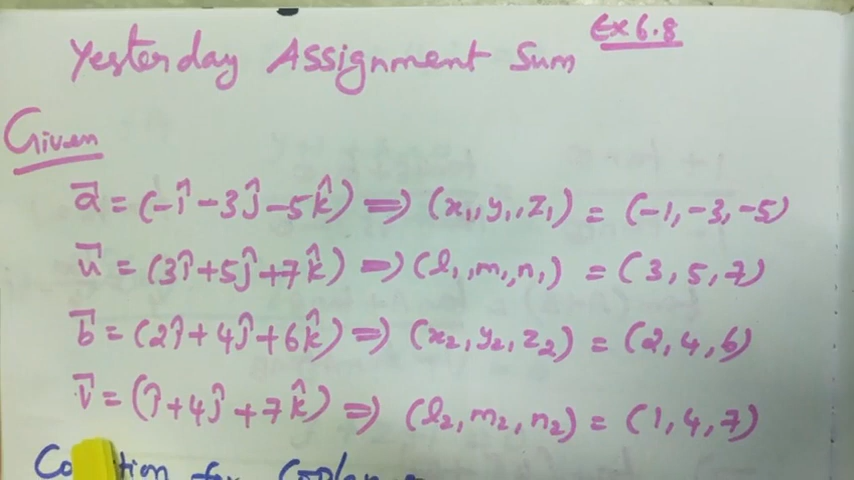 Yesterday Assignment Sum Ex 6.8
Given
a⃗ = (-î-3ĵ-5k̂) ⇒ (x₁, y₁, z₁) = (-1, -3, -5)
u⃗ = (3î+5ĵ+7k̂) ⇒ (l₁, m₁, n₁) = (3, 5, 7)
b⃗ = (2î+4ĵ+6k̂) ⇒ (x₂, y₂, z₂) = (2, 4, 6)
v⃗ = (î+4ĵ+7k̂) ⇒ (l₂, m₂, n₂) = (1, 4, 7)
for